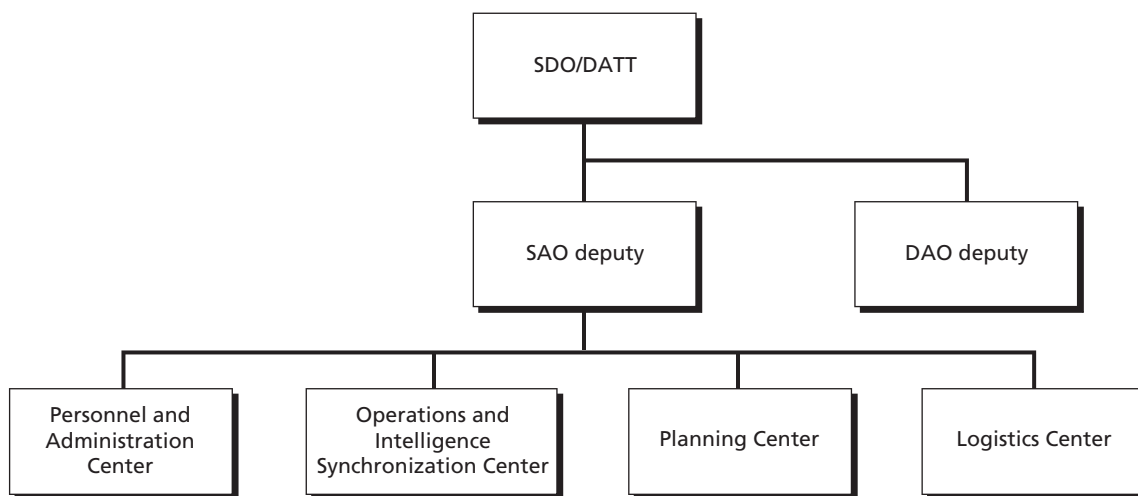 SDO/DATT
SAO deputy
DAO deputy
Personnel and
Administration
Center
Operations and
Intelligence
Synchronization Center
Planning Center
Logistics Center